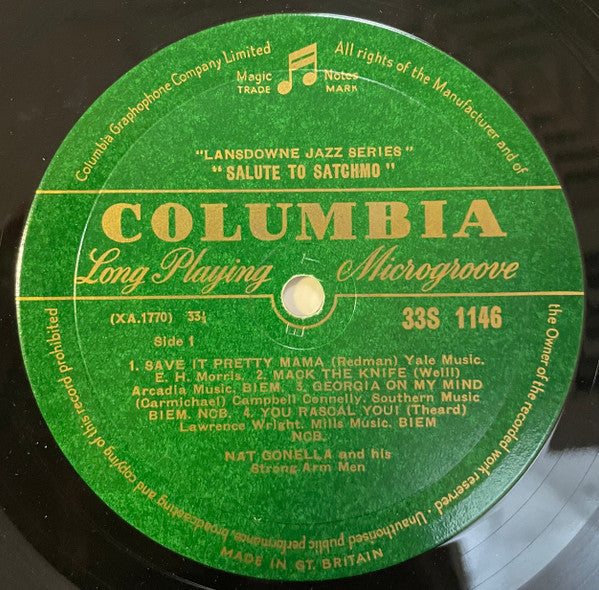 Columbia Graphophone Company Limited
All rights of the Manufacturer and of
the Owner of the recorded work reserved · Unauthorised public performance, broadcasting and copying of this record prohibited
Magic Notes
TRADE MARK
"LANSDOWNE JAZZ SERIES"
"SALUTE TO SATCHMO"
COLUMBIA
Long Playing Microgroove
(XA.1770) 33⅓
33S 1146
Side 1
1. SAVE IT PRETTY MAMA (Redman) Yale Music.
E. H. Morris. 2. MACK THE KNIFE (Weill)
Arcadia Music. BIEM. 3. GEORGIA ON MY MIND
(Carmichael) Campbell Connelly. Southern Music
BIEM. NCB. 4. YOU RASCAL YOU! (Theard)
Lawrence Wright. Mills Music. BIEM
NCB.
NAT GONELLA and his
Strong Arm Men
MADE IN GT. BRITAIN